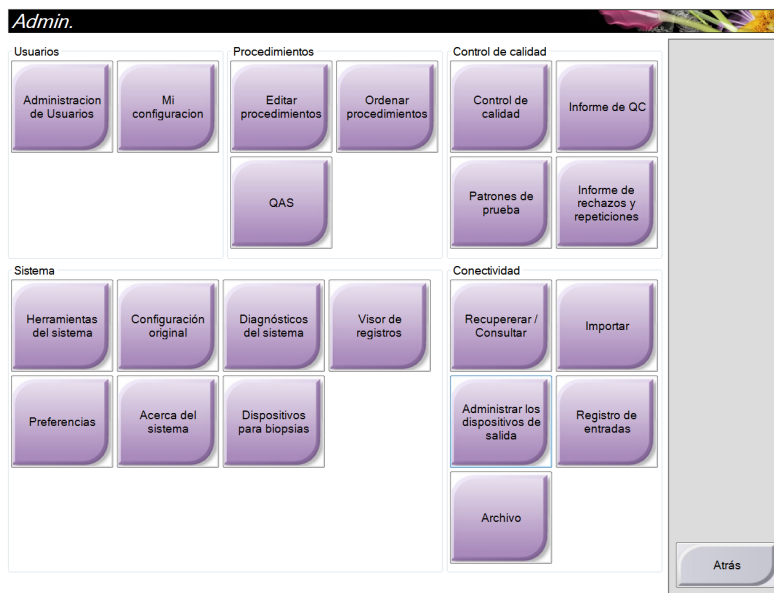 Admin.
Usuarios
Procedimientos
Control de calidad
Administracion
de Usuarios
Mi
configuracion
Editar
procedimientos
Ordenar
procedimientos
Control de
calidad
Informe de QC
QAS
Patrones de
prueba
Informe de
rechazos y
repeticiones
Sistema
Conectividad
Herramientas
del sistema
Configuración
original
Diagnósticos
del sistema
Visor de
registros
Recupererar /
Consultar
Importar
Preferencias
Acerca del
sistema
Dispositivos
para biopsias
Administrar los
dispositivos de
salida
Registro de
entradas
Archivo
Atrás